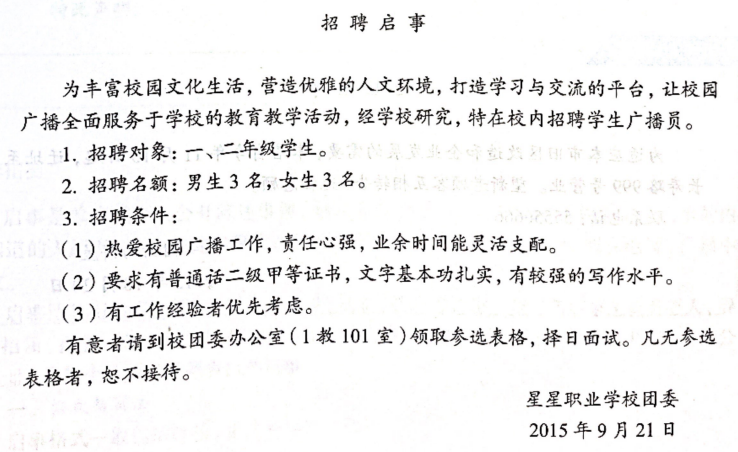 招聘启事
为丰富校园文化生活，营造优雅的人文环境，打造学习与交流的平台，让校园
广播全面服务于学校的教育教学活动，经学校研究，特在校内招聘学生广播员。
1. 招聘对象：一、二年级学生。
2. 招聘名额：男生3名，女生3名。
3. 招聘条件：
（1）热爱校园广播工作，责任心强，业余时间能灵活支配。
（2）要求有普通话二级甲等证书，文字基本功扎实，有较强的写作水平。
（3）有工作经验者优先考虑。
有意者请到校团委办公室（1教101室）领取参选表格，择日面试。凡无参选
表格者，恕不接待。
星星职业学校团委
2015年9月21日